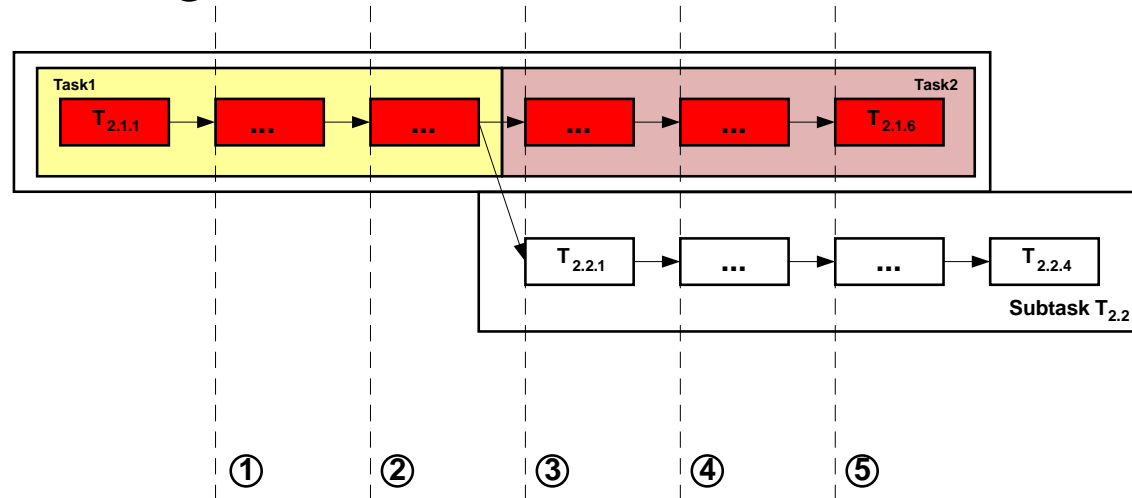 Task1 Task2
T2.1.1 ... ... ... ... T2.1.6
T2.2.1 ... ... T2.2.4
Subtask T2.2
① ② ③ ④ ⑤